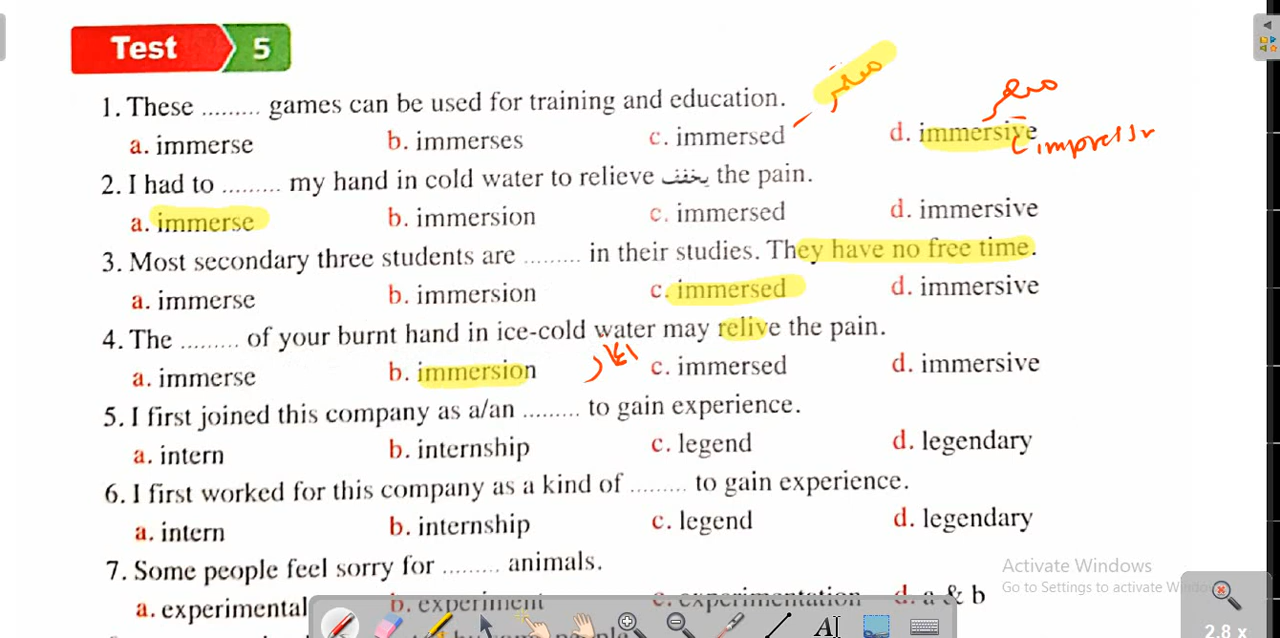 Test 5
1. These ......... games can be used for training and education.
a. immerse b. immerses c. immersed d. immersive
2. I had to ......... my hand in cold water to relieve يخفف the pain.
a. immerse b. immersion c. immersed d. immersive
3. Most secondary three students are ......... in their studies. They have no free time.
a. immerse b. immersion c. immersed d. immersive
4. The ......... of your burnt hand in ice-cold water may relive the pain.
a. immerse b. immersion c. immersed d. immersive
5. I first joined this company as a/an ......... to gain experience.
a. intern b. internship c. legend d. legendary
6. I first worked for this company as a kind of ......... to gain experience.
a. intern b. internship c. legend d. legendary
7. Some people feel sorry for ......... animals.
a. experimental b. experiment c. experimentation d. a & b
Activate Windows
Go to Settings to activate
2.8 x